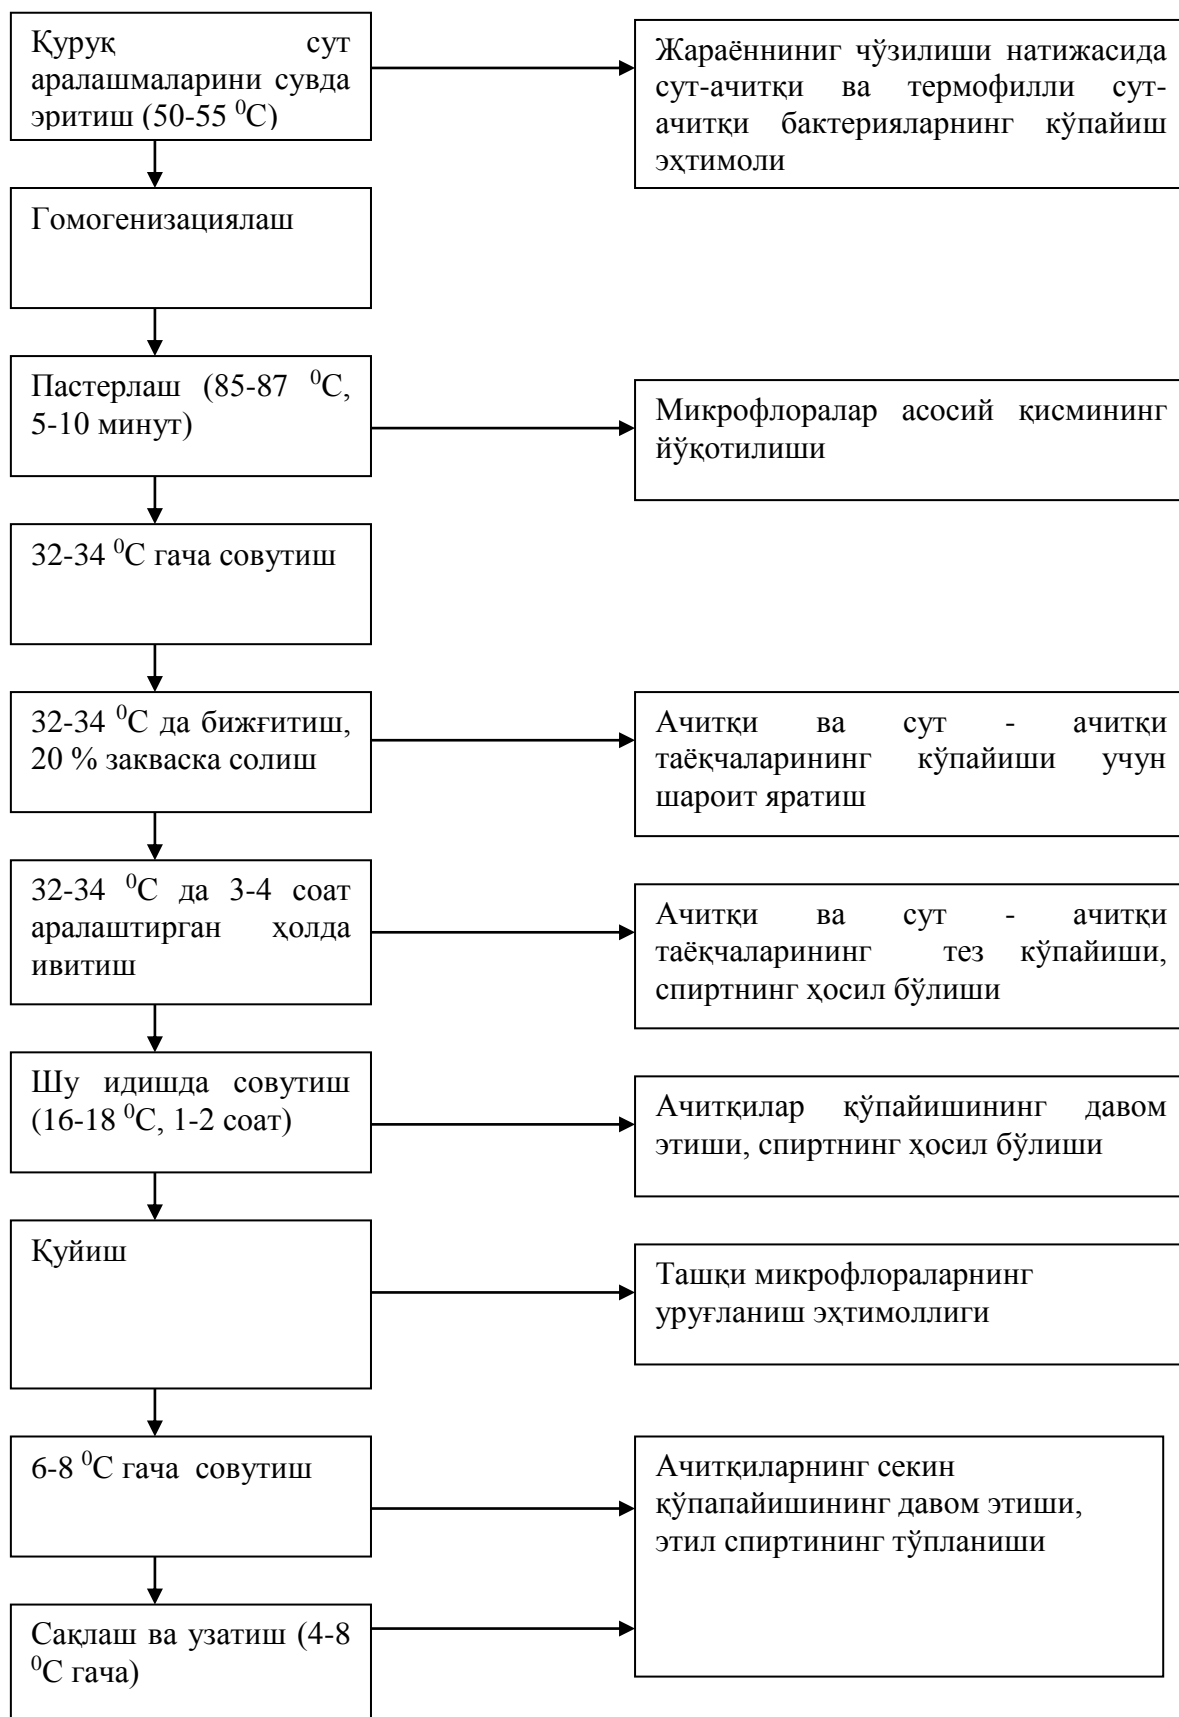 Қуруқ сут
аралашмаларини сувда
эритиш (50-55 ⁰С)
Жараённиниг чўзилиши натижасида
сут-ачитқи ва термофилли сут-
ачитқи бактерияларнинг кўпайиш
эҳтимоли
Гомогенизациялаш
Пастерлаш (85-87 ⁰С,
5-10 минут)
Микрофлоралар асосий қисмининг
йўқотилиши
32-34 ⁰С гача совутиш
32-34 ⁰С да бижғитиш,
20 % закваска солиш
Ачитқи ва сут - ачитқи
таёқчаларининг кўпайиши учун
шароит яратиш
32-34 ⁰С да 3-4 соат
аралаштирган ҳолда
ивитиш
Ачитқи ва сут - ачитқи
таёқчаларининг тез кўпайиши,
спиртнинг ҳосил бўлиши
Шу идишда совутиш
(16-18 ⁰С, 1-2 соат)
Ачитқилар қўпайишининг давом
этиши, спиртнинг ҳосил бўлиши
Қуйиш
Ташқи микрофлораларнинг
уруғланиш эҳтимоллиги
6-8 ⁰С гача совутиш
Ачитқиларнинг секин
қўпапайишининг давом этиши,
этил спиртининг тўпланиши
Сақлаш ва узатиш (4-8
⁰С гача)